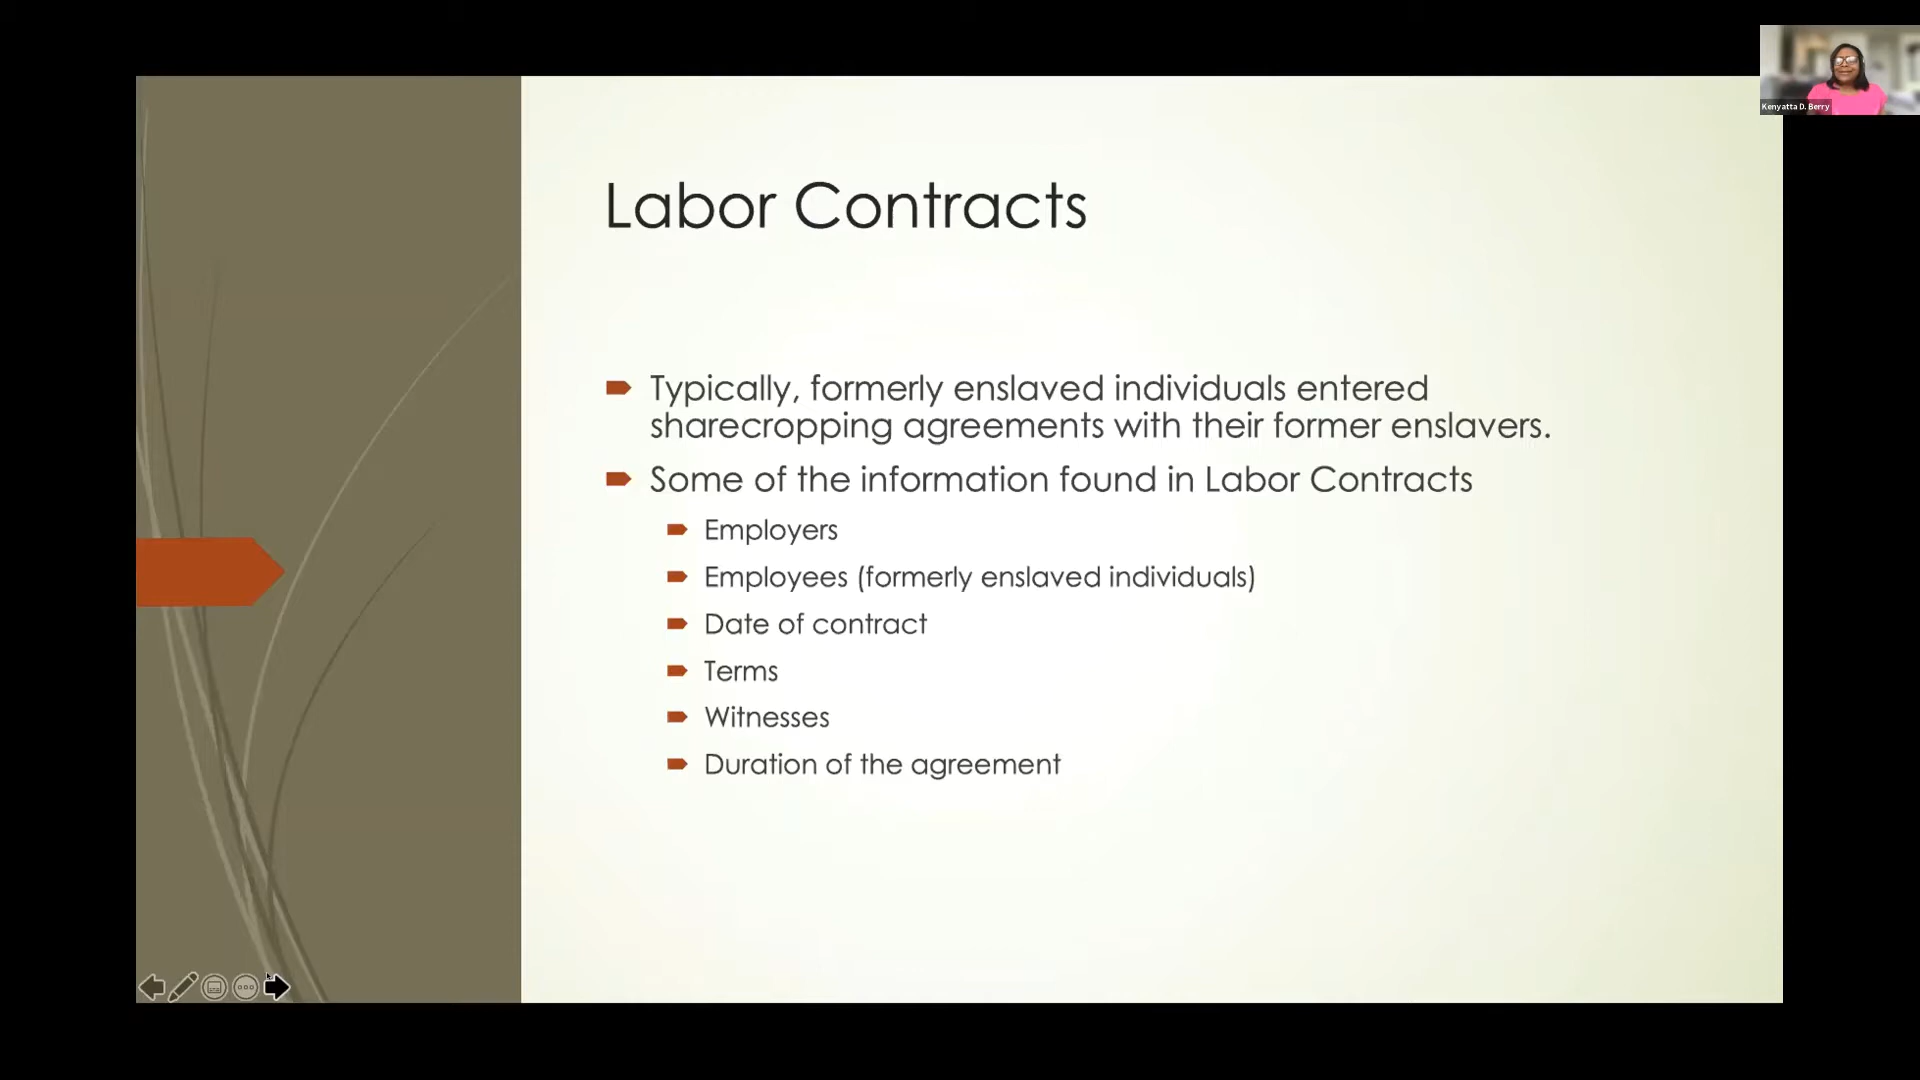 Kenyatta D. Berry
Labor Contracts
Typically, formerly enslaved individuals entered
sharecropping agreements with their former enslavers.
Some of the information found in Labor Contracts
Employers
Employees (formerly enslaved individuals)
Date of contract
Terms
Witnesses
Duration of the agreement